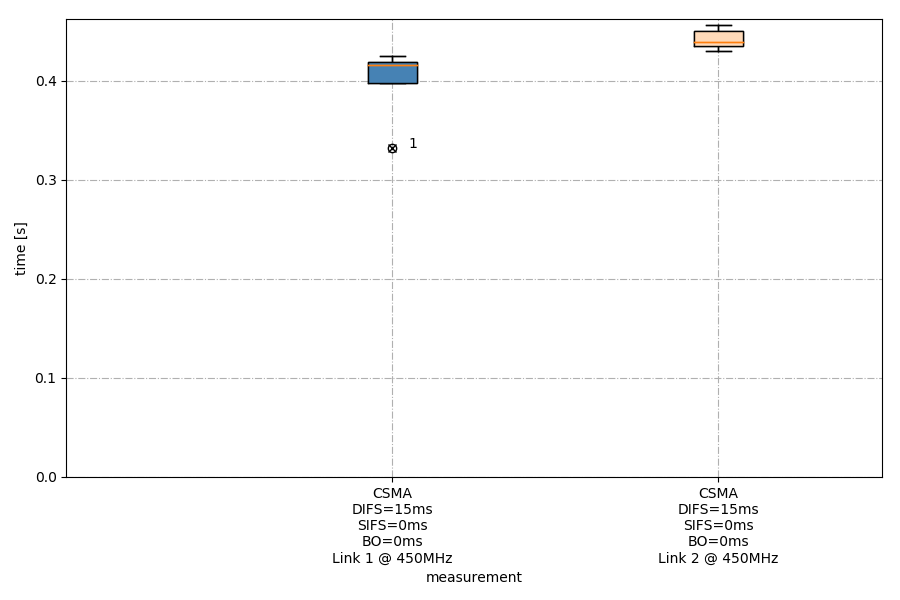 0.4
0.3
0.2
0.1
0.0
time [s]
1
CSMA
DIFS=15ms
SIFS=0ms
BO=0ms
Link 1 @ 450MHz
CSMA
DIFS=15ms
SIFS=0ms
BO=0ms
Link 2 @ 450MHz
measurement